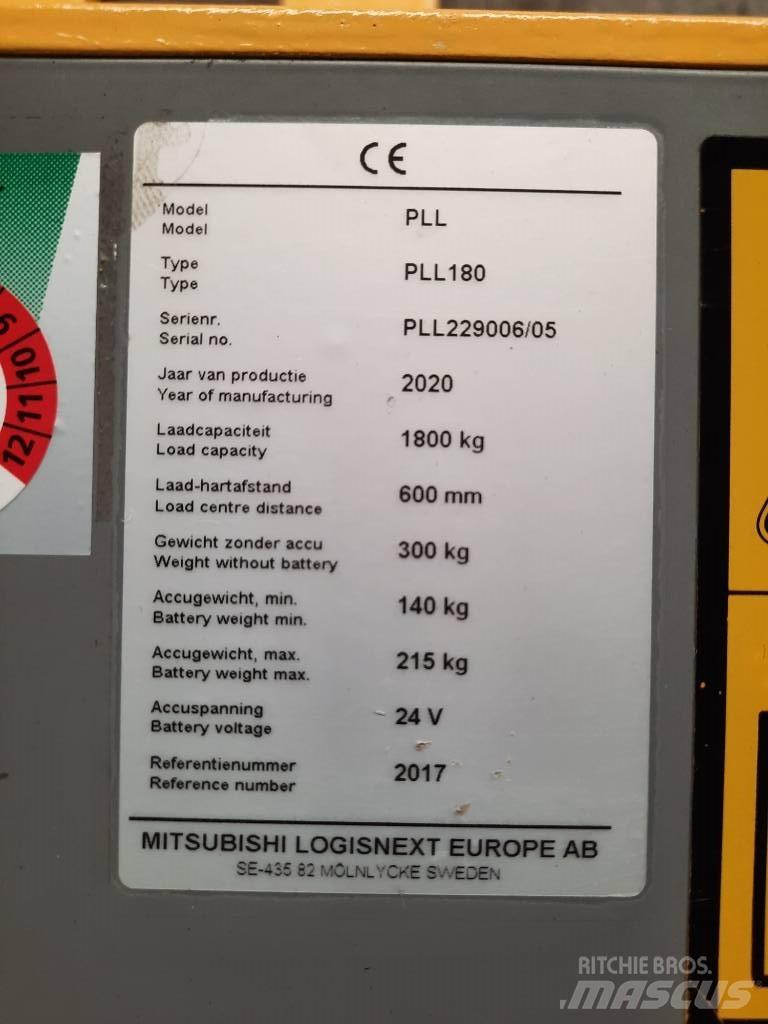 CE
Model PLL
Model
Type PLL180
Type
Serienr. PLL229006/05
Serial no.
Jaar van productie 2020
Year of manufacturing
Laadcapaciteit 1800 kg
Load capacity
Laad-hartafstand 600 mm
Load centre distance
Gewicht zonder accu 300 kg
Weight without battery
Accugewicht, min. 140 kg
Battery weight min.
Accugewicht, max. 215 kg
Battery weight max.
Accuspanning 24 V
Battery voltage
Referentienummer 2017
Reference number
MITSUBISHI LOGISNEXT EUROPE AB
SE-435 82 MÖLNLYCKE SWEDEN
9
10
11
12
RITCHIE BROS.
MASCUS